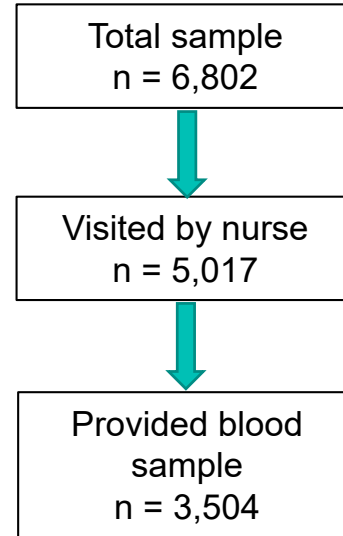 Total sample
n = 6,802
Visited by nurse
n = 5,017
Provided blood
sample
n = 3,504